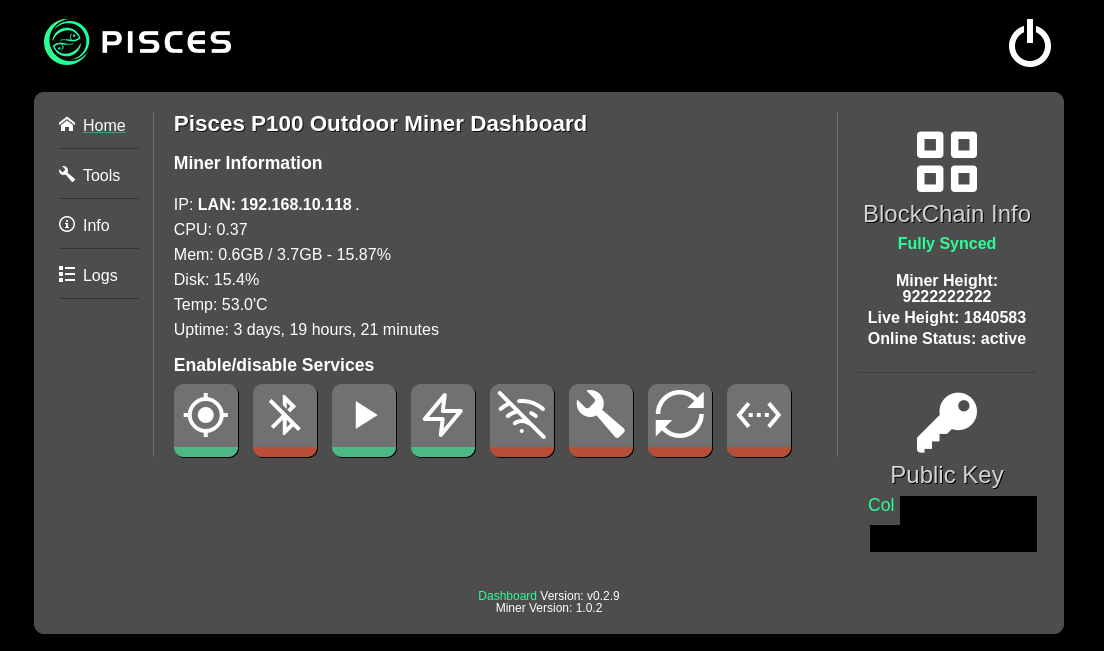 PISCES
Home
Tools
Info
Logs
Pisces P100 Outdoor Miner Dashboard
Miner Information
IP: LAN: 192.168.10.118 .
CPU: 0.37
Mem: 0.6GB / 3.7GB - 15.87%
Disk: 15.4%
Temp: 53.0'C
Uptime: 3 days, 19 hours, 21 minutes
Enable/disable Services
BlockChain Info
Fully Synced
Miner Height:
9222222222
Live Height: 1840583
Online Status: active
Public Key
Col
Dashboard Version: v0.2.9
Miner Version: 1.0.2